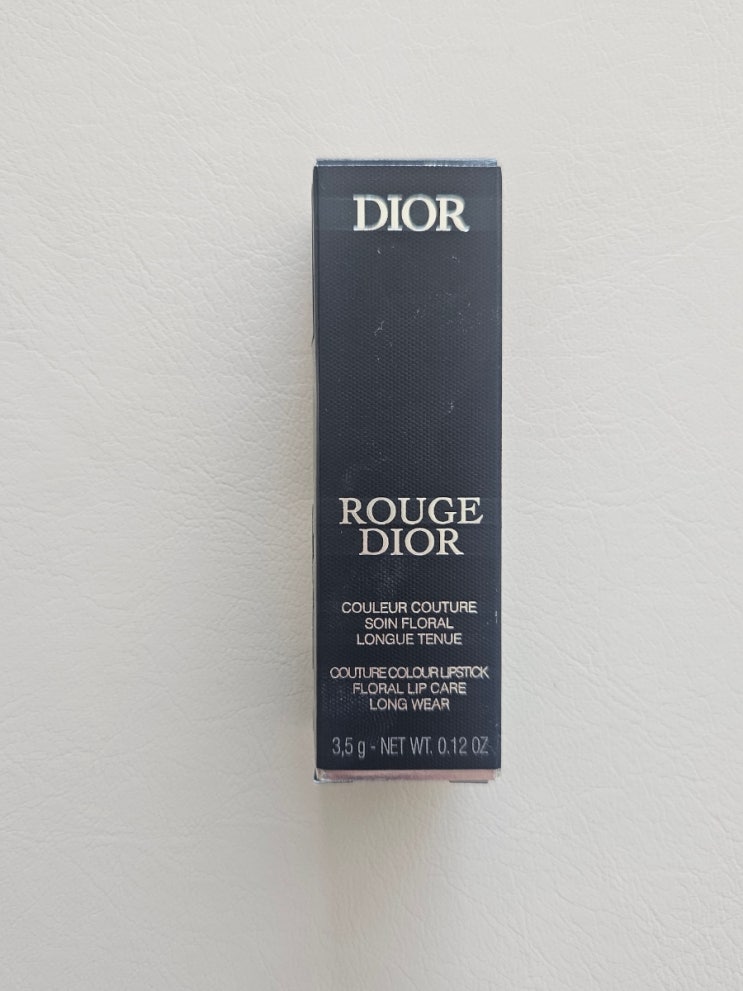 DIOR
ROUGE
DIOR
COULEUR COUTURE
SOIN FLORAL
LONGUE TENUE
COUTURE COLOUR LIPSTICK
FLORAL LIP CARE
LONG WEAR
3,5 g - NET WT. 0.12 OZ